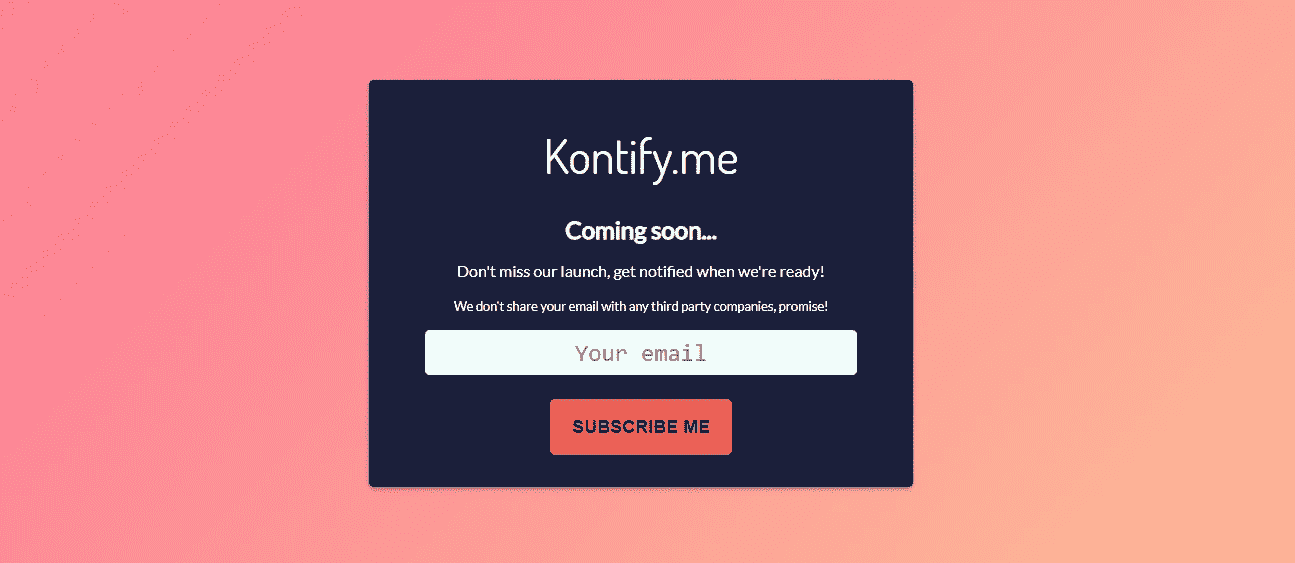 Kontify.me
Coming soon...
Don't miss our launch, get notified when we're ready!
We don't share your email with any third party companies, promise!
Your email
SUBSCRIBE ME